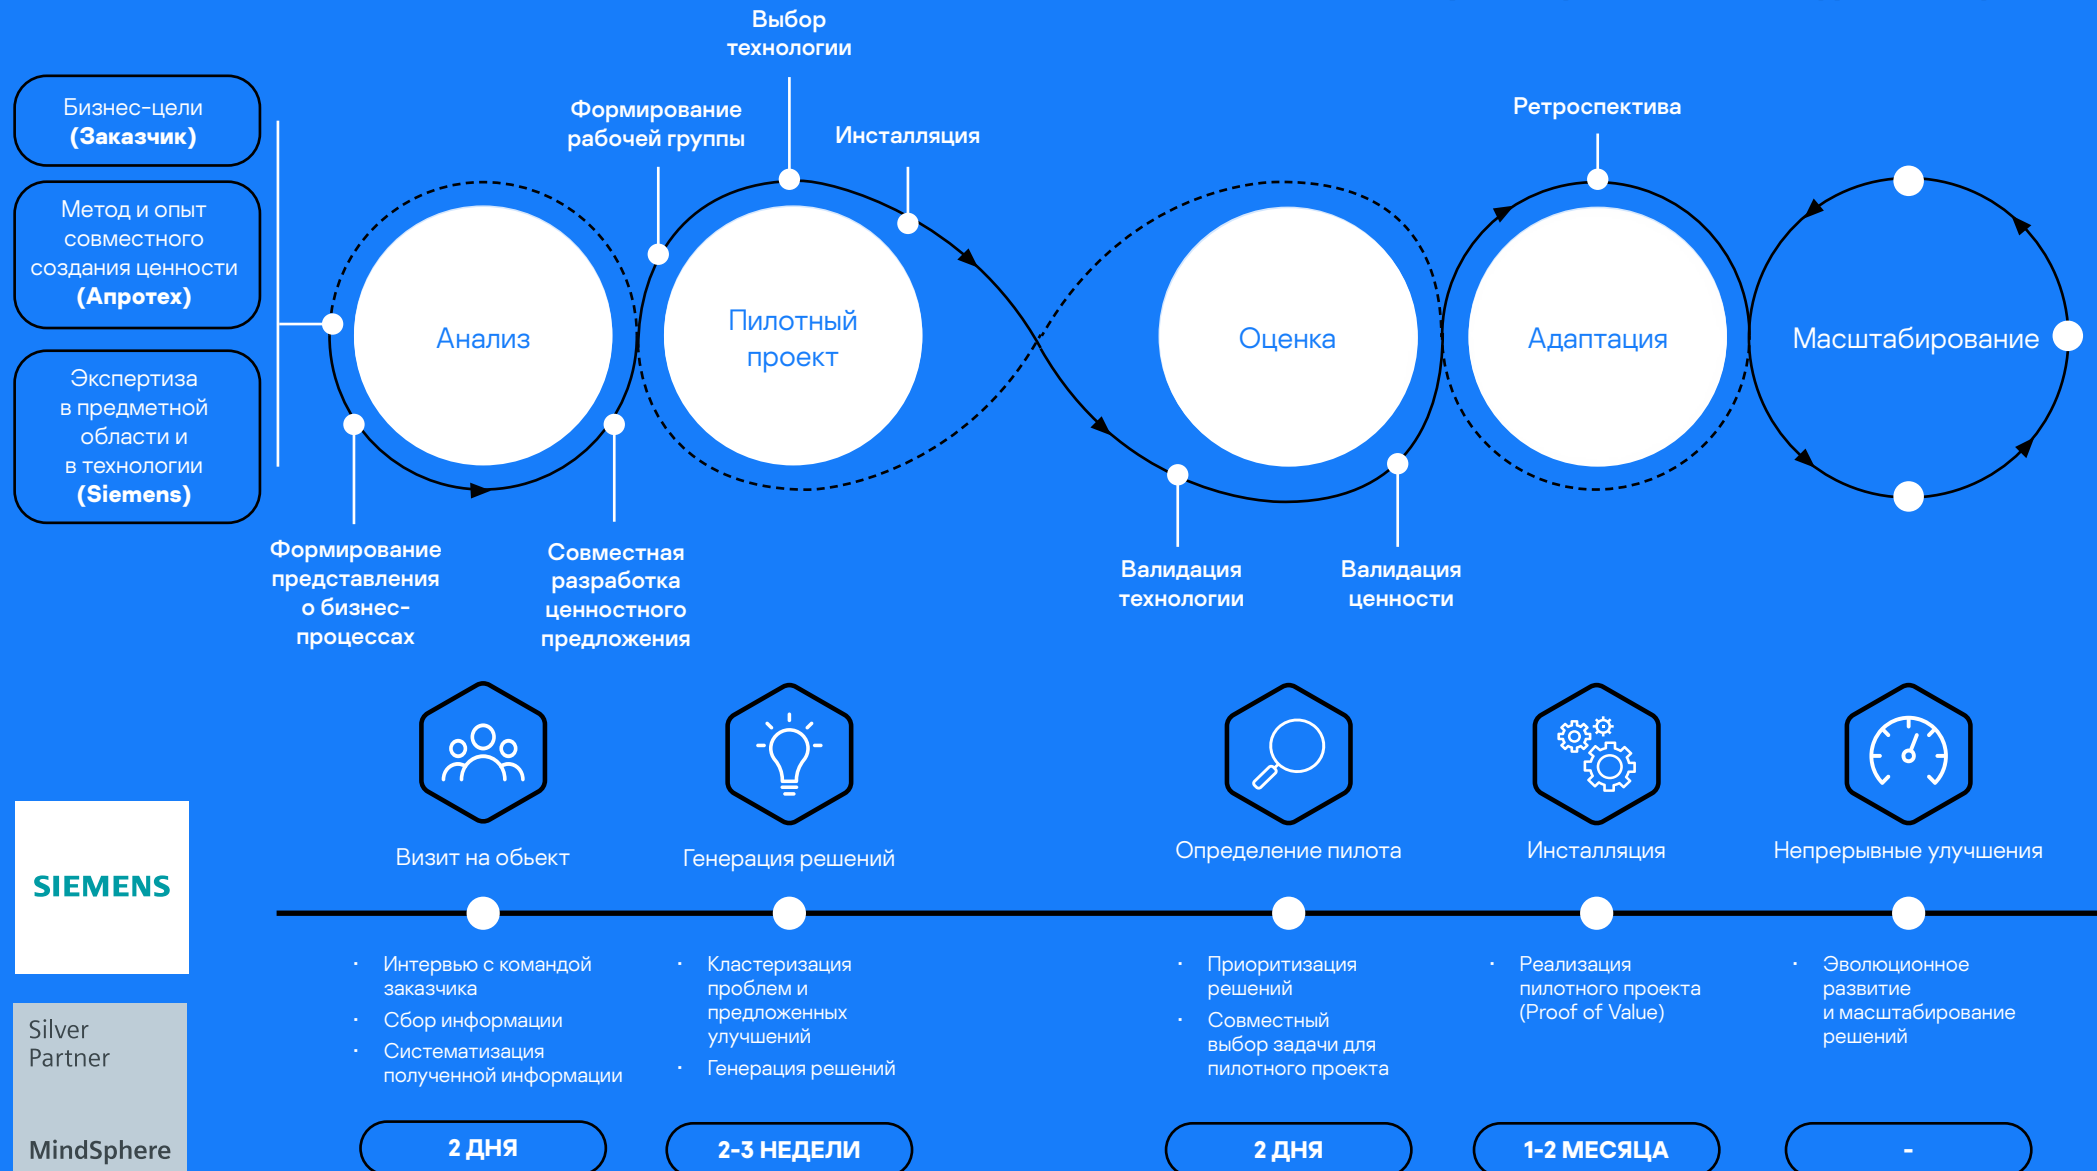 Выбор
технологии
Бизнес-цели
(Заказчик)
Метод и опыт
совместного
создания ценности
(Апротех)
Экспертиза
в предметной
области и
в технологии
(Siemens)
Формирование
рабочей группы
Инсталляция
Ретроспектива
Анализ
Пилотный
проект
Оценка
Адаптация
Масштабирование
Формирование
представления
о бизнес-
процессах
Совместная
разработка
ценностного
предложения
Валидация
технологии
Валидация
ценности
Визит на обьект
Генерация решений
Определение пилота
Инсталляция
Непрерывные улучшения
SIEMENS
Silver
Partner
MindSphere
· Интервью с командой
заказчика
· Сбор информации
· Систематизация
полученной информации
2 ДНЯ
· Кластеризация
проблем и
предложенных
улучшений
· Генерация решений
2-3 НЕДЕЛИ
· Приоритизация
решений
· Совместный
выбор задачи для
пилотного проекта
2 ДНЯ
· Реализация
пилотного проекта
(Proof of Value)
1-2 МЕСЯЦА
· Эволюционное
развитие
и масштабирование
решений
-